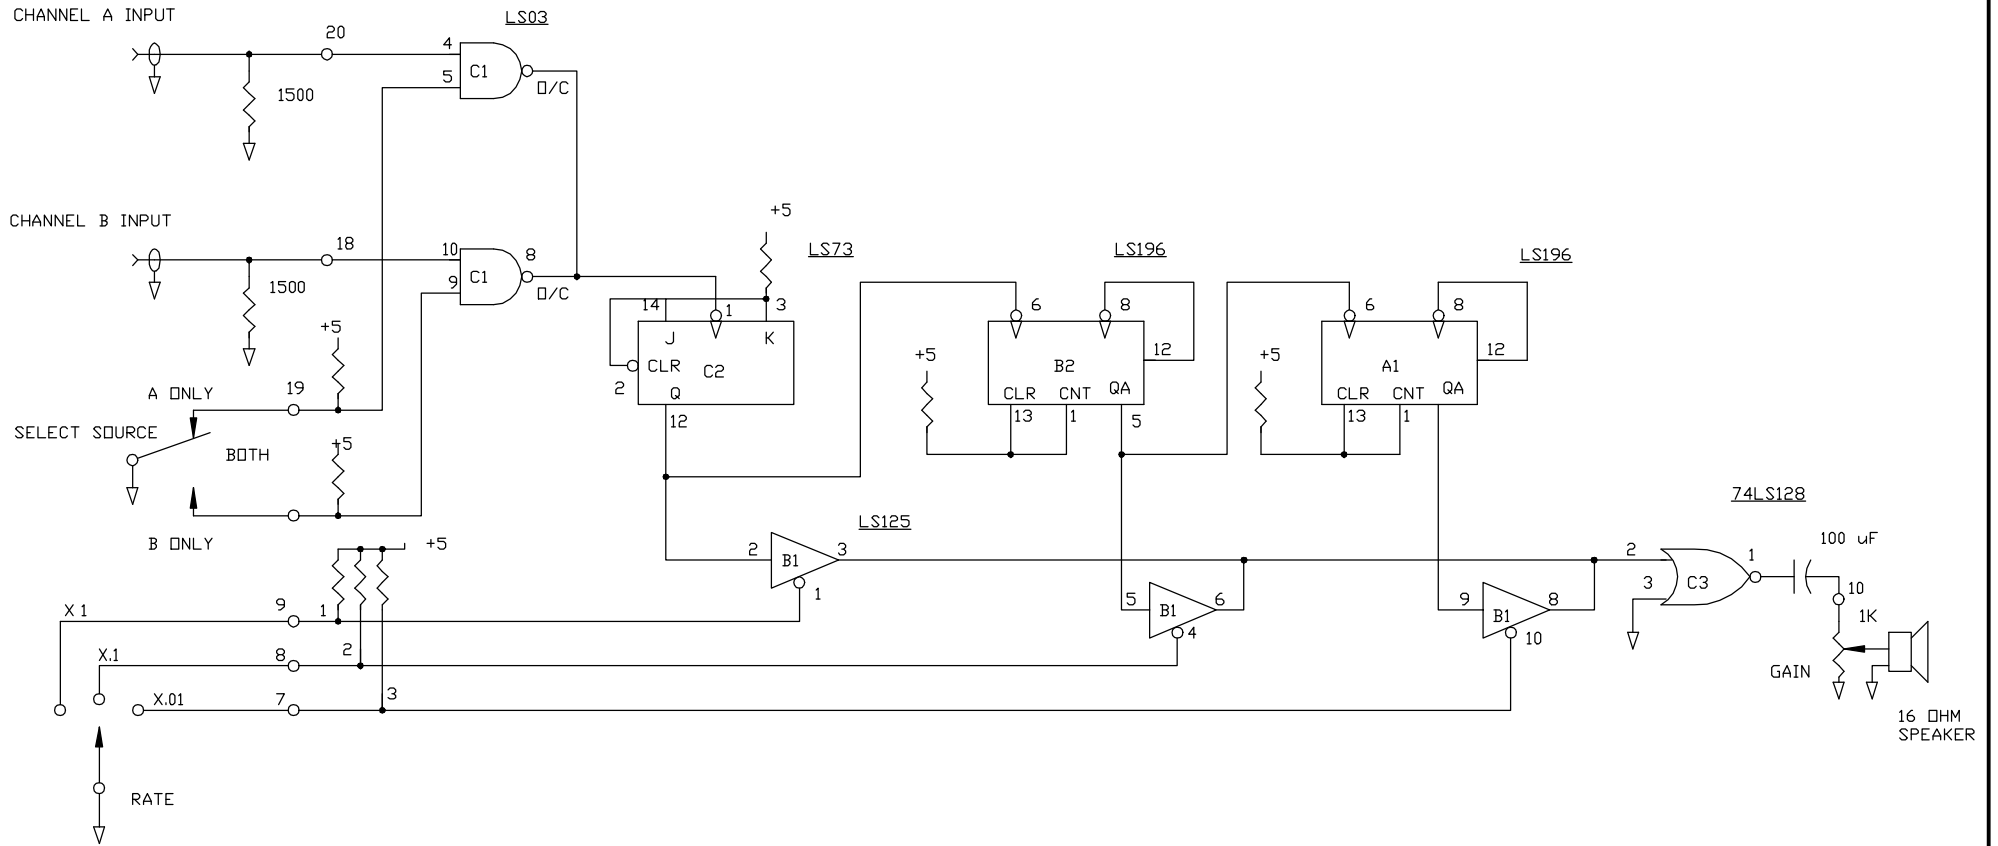 CHANNEL A INPUT
20
LS03
4
5
C1
O/C
1500
CHANNEL B INPUT
18
10
9
C1
8
O/C
1500
+5
LS73
14
1
3
J
K
CLR
C2
2
Q
12
LS196
6
8
12
B2
CLR
CNT
QA
13
1
5
+5
LS196
6
8
12
A1
CLR
CNT
QA
13
1
+5
+5
A ONLY
19
SELECT SOURCE
BOTH
+5
B ONLY
+5
LS125
2
B1
3
1
5
B1
6
4
9
B1
8
10
74LS128
2
3
C3
1
100 uF
10
1K
GAIN
16 OHM
SPEAKER
X 1
9
1
X.1
8
2
X.01
7
3
RATE